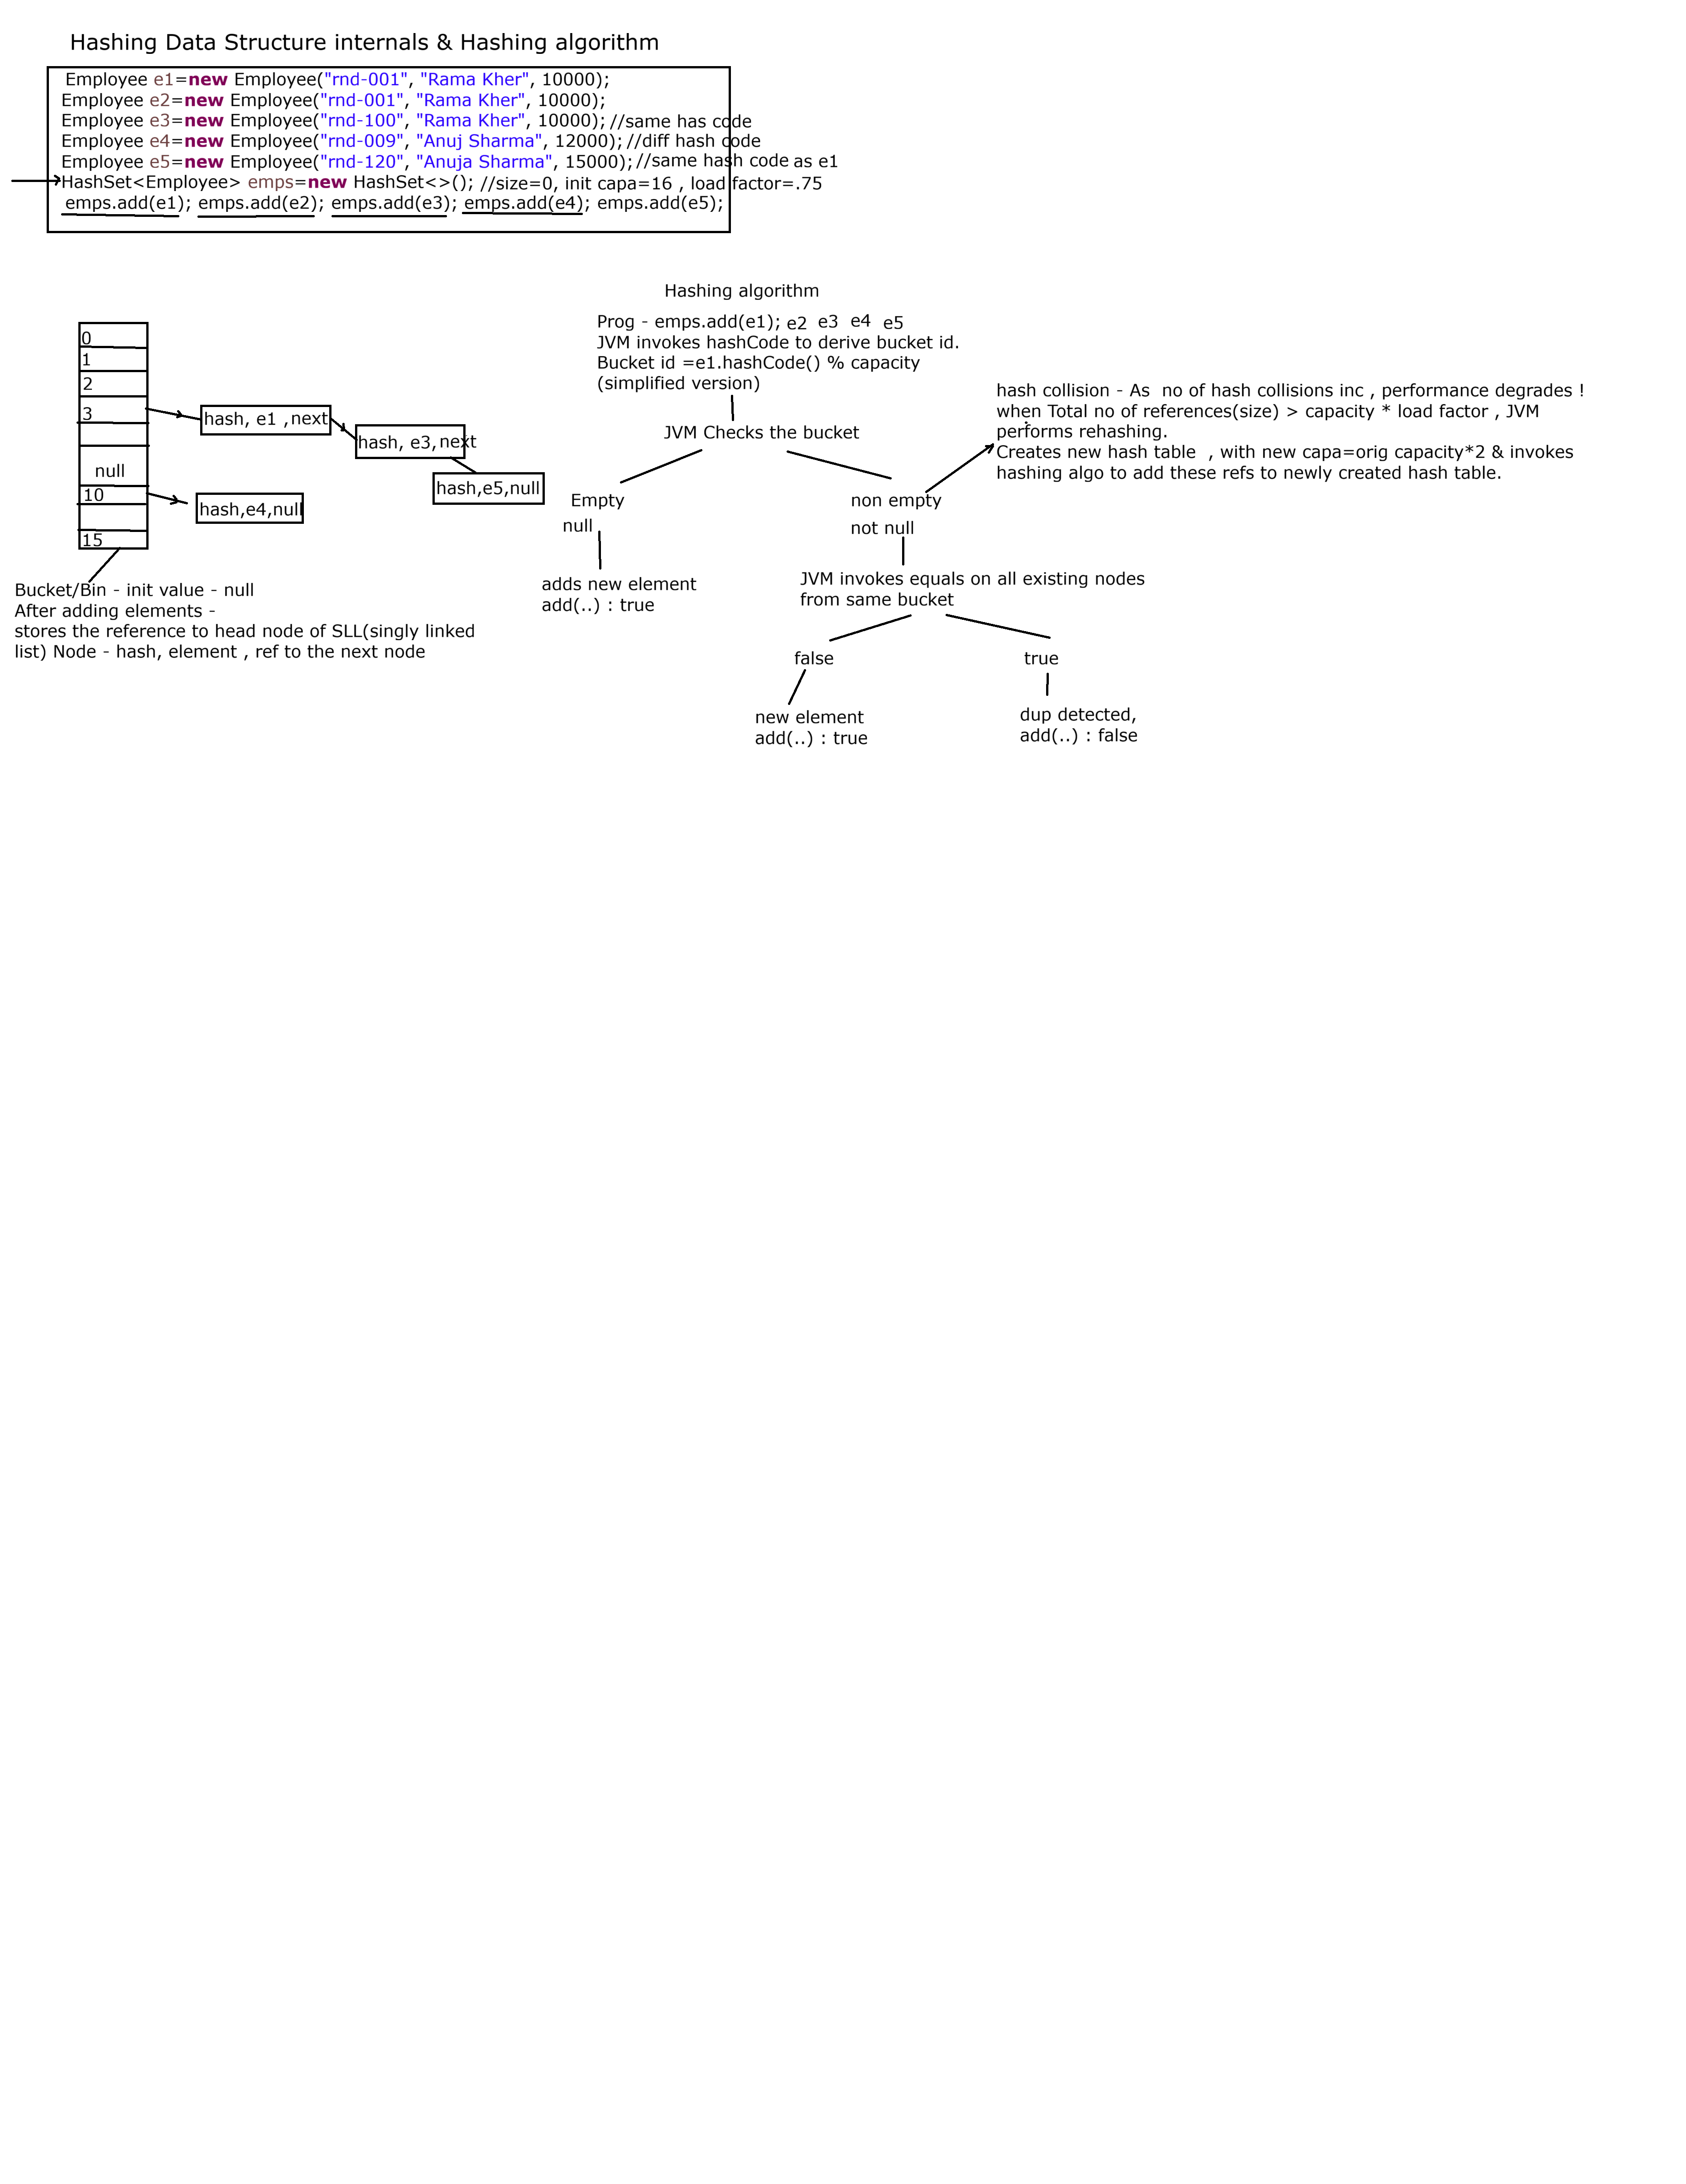 Hashing Data Structure internals & Hashing algorithm
Employee e1=new Employee("rnd-001", "Rama Kher", 10000);
Employee e2=new Employee("rnd-001", "Rama Kher", 10000);
Employee e3=new Employee("rnd-100", "Rama Kher", 10000); //same has code
Employee e4=new Employee("rnd-009", "Anuj Sharma", 12000); //diff hash code
Employee e5=new Employee("rnd-120", "Anuja Sharma", 15000); //same hash code as e1
HashSet<Employee> emps=new HashSet<>(); //size=0, init capa=16 , load factor=.75
emps.add(e1); emps.add(e2); emps.add(e3); emps.add(e4); emps.add(e5);
0
1
2
3
null
10
15
hash, e1 ,next
hash, e3,next
hash,e5,null
hash,e4,null
Bucket/Bin - init value - null
After adding elements -
stores the reference to head node of SLL(singly linked
list) Node - hash, element , ref to the next node
Hashing algorithm
Prog - emps.add(e1); e2 e3 e4 e5
JVM invokes hashCode to derive bucket id.
Bucket id =e1.hashCode() % capacity
(simplified version)
JVM Checks the bucket
Empty
null
adds new element
add(..) : true
non empty
not null
hash collision - As no of hash collisions inc , performance degrades !
when Total no of references(size) > capacity * load factor , JVM
performs rehashing.
Creates new hash table , with new capa=orig capacity*2 & invokes
hashing algo to add these refs to newly created hash table.
JVM invokes equals on all existing nodes
from same bucket
false
new element
add(..) : true
true
dup detected,
add(..) : false